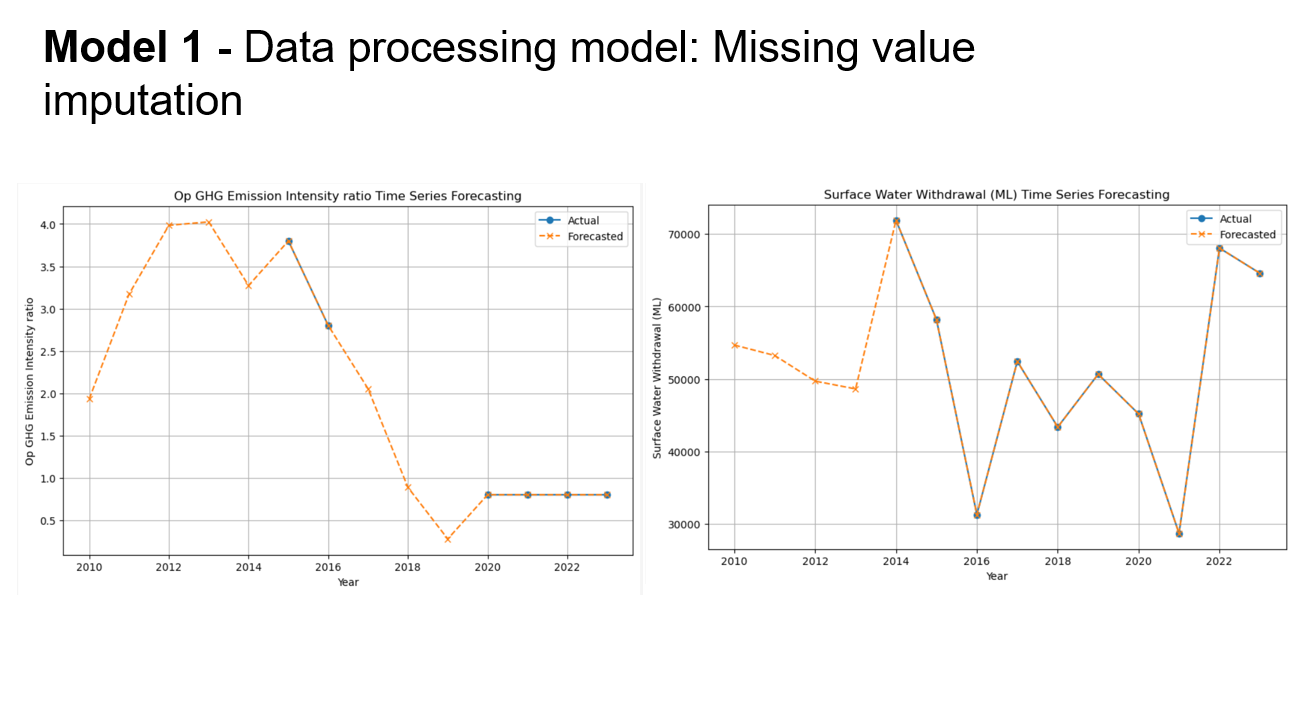 Model 1 - Data processing model: Missing value
imputation
Op GHG Emission Intensity ratio Time Series Forecasting
Actual
Forecasted
Op GHG Emission Intensity ratio
4.0
3.5
3.0
2.5
2.0
1.5
1.0
0.5
2010
2012
2014
2016
2018
2020
2022
Year
Surface Water Withdrawal (ML) Time Series Forecasting
Actual
Forecasted
Surface Water Withdrawal (ML)
70000
60000
50000
40000
30000
2010
2012
2014
2016
2018
2020
2022
Year